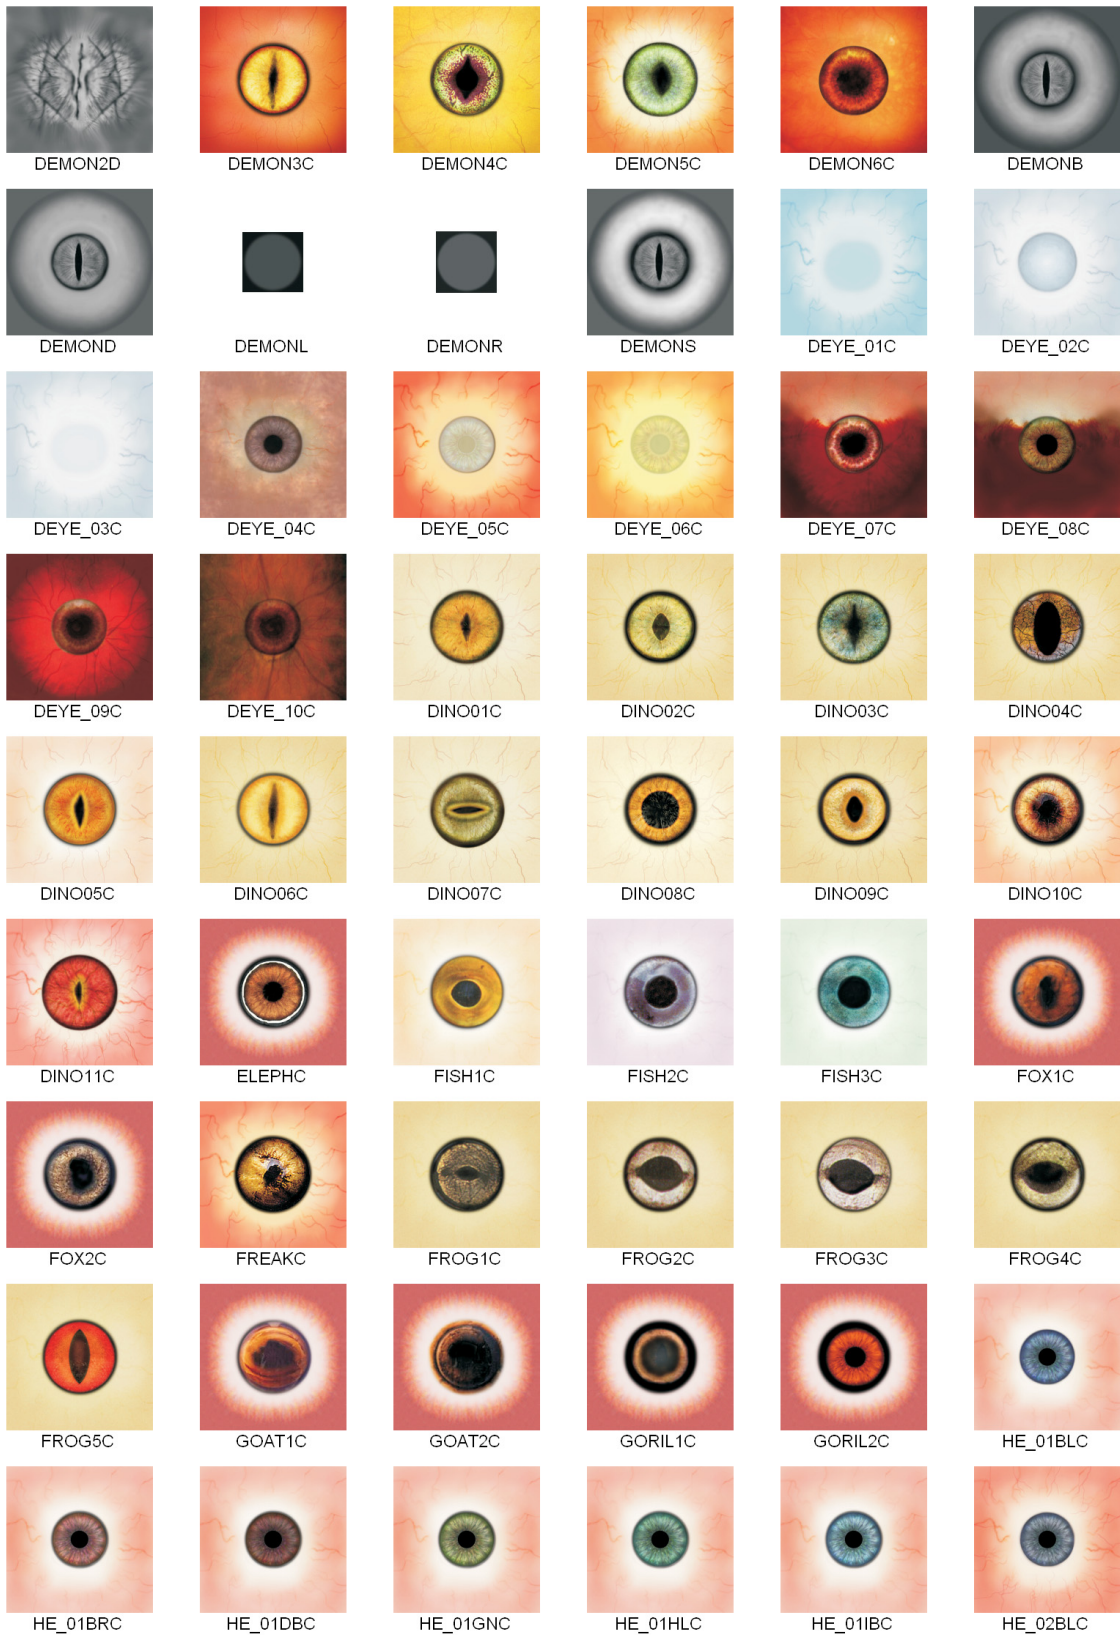 DEMON2D DEMON3C DEMON4C DEMON5C DEMON6C DEMONB
DEMOND DEMONL DEMONR DEMONS DEYE_01C DEYE_02C
DEYE_03C DEYE_04C DEYE_05C DEYE_06C DEYE_07C DEYE_08C
DEYE_09C DEYE_10C DINO01C DINO02C DINO03C DINO04C
DINO05C DINO06C DINO07C DINO08C DINO09C DINO10C
DINO11C ELEPHC FISH1C FISH2C FISH3C FOX1C
FOX2C FREAKC FROG1C FROG2C FROG3C FROG4C
FROG5C GOAT1C GOAT2C GORIL1C GORIL2C HE_01BLC
HE_01BRC HE_01DBC HE_01GNC HE_01HLC HE_01IBC HE_02BLC